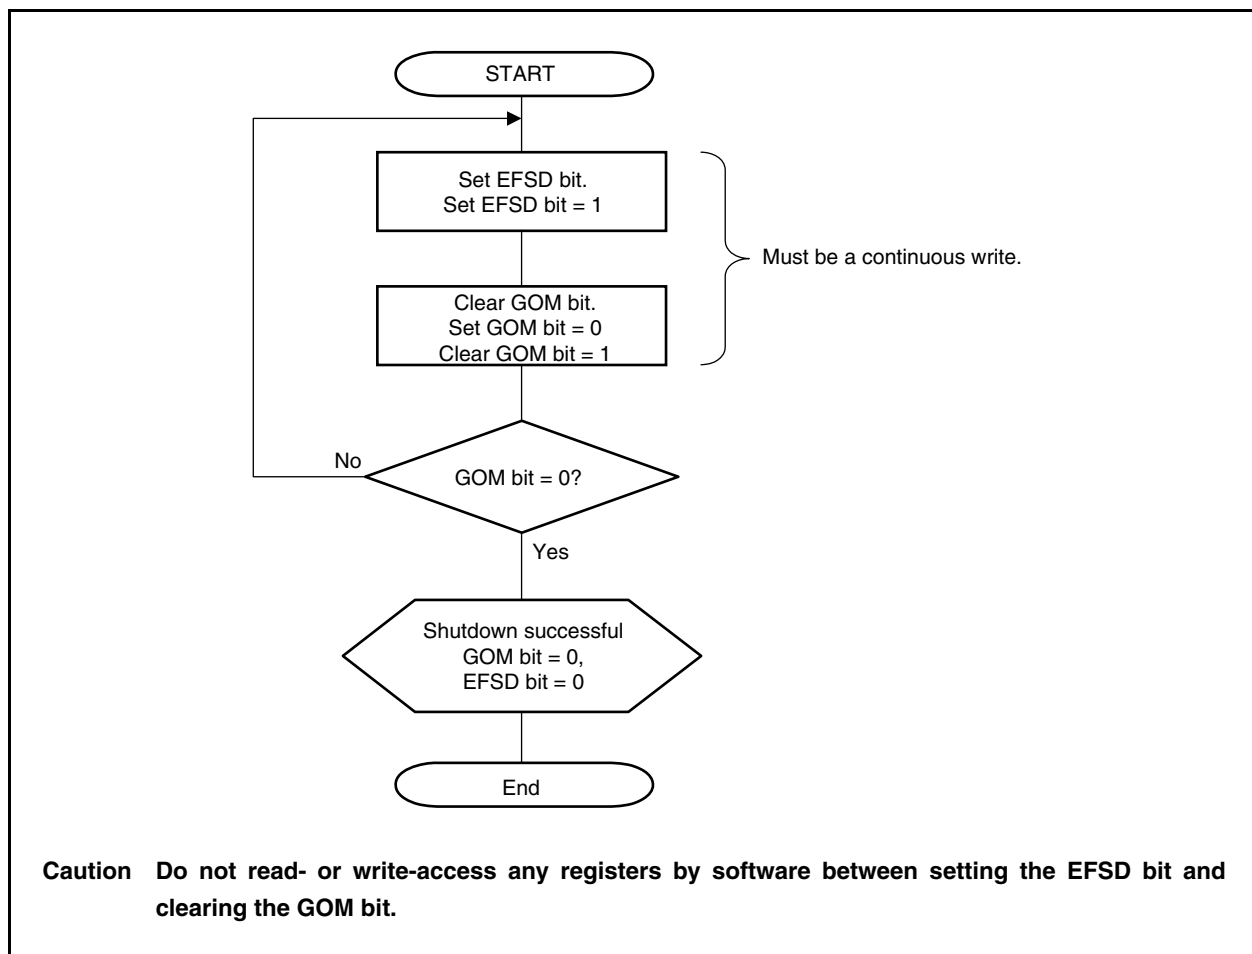 START
Set EFSD bit.
Set EFSD bit = 1
Must be a continuous write.
Clear GOM bit.
Set GOM bit = 0
Clear GOM bit = 1
No
GOM bit = 0?
Yes
Shutdown successful
GOM bit = 0,
EFSD bit = 0
End
Caution Do not read- or write-access any registers by software between setting the EFSD bit and
clearing the GOM bit.